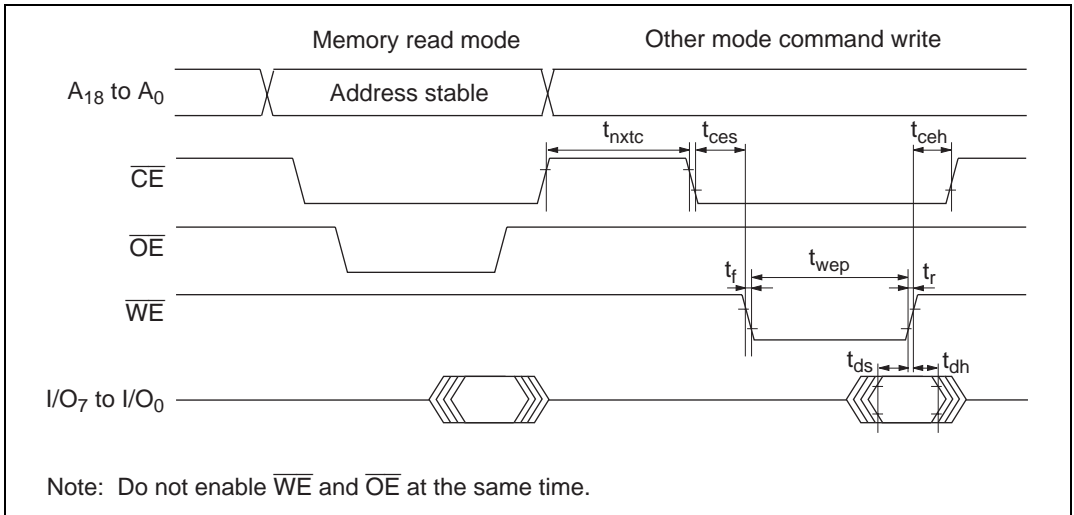 Memory read mode
Other mode command write
A18 to A0
Address stable
tnxtc
tces
tceh
CE
OE
tf
twep
tr
WE
tds
tdh
I/O7 to I/O0
Note: Do not enable WE and OE at the same time.